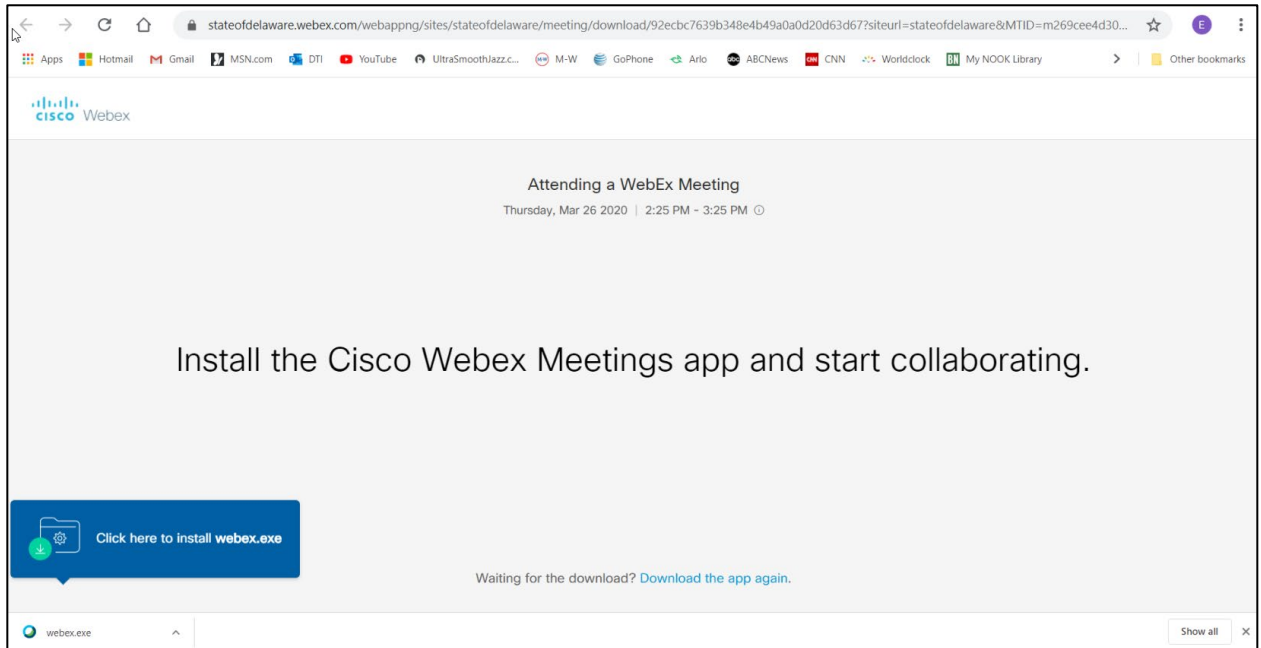 stateofdelaware.webex.com/webappng/sites/stateofdelaware/meeting/download/92ecbc7639b348e4b49a0a0d20d63d67?siteurl=stateofdelaware&MTID=m269cee4d30...
E
Apps Hotmail Gmail MSN.com DTI YouTube UltraSmoothJazz.c... M-W GoPhone Arlo ABCNews CNN Worldclock BN My NOOK Library Other bookmarks
CISCO Webex
Attending a WebEx Meeting
Thursday, Mar 26 2020 | 2:25 PM - 3:25 PM
Install the Cisco Webex Meetings app and start collaborating.
Click here to install webex.exe
Waiting for the download? Download the app again.
webex.exe Show all